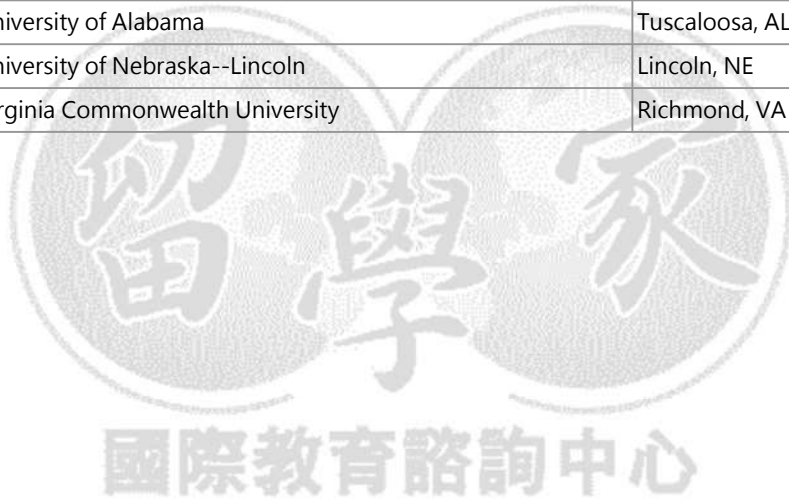 niversity of Alabama Tuscaloosa, AL
niversity of Nebraska--Lincoln Lincoln, NE
rginia Commonwealth University Richmond, VA
留學家
國際教育諮詢中心